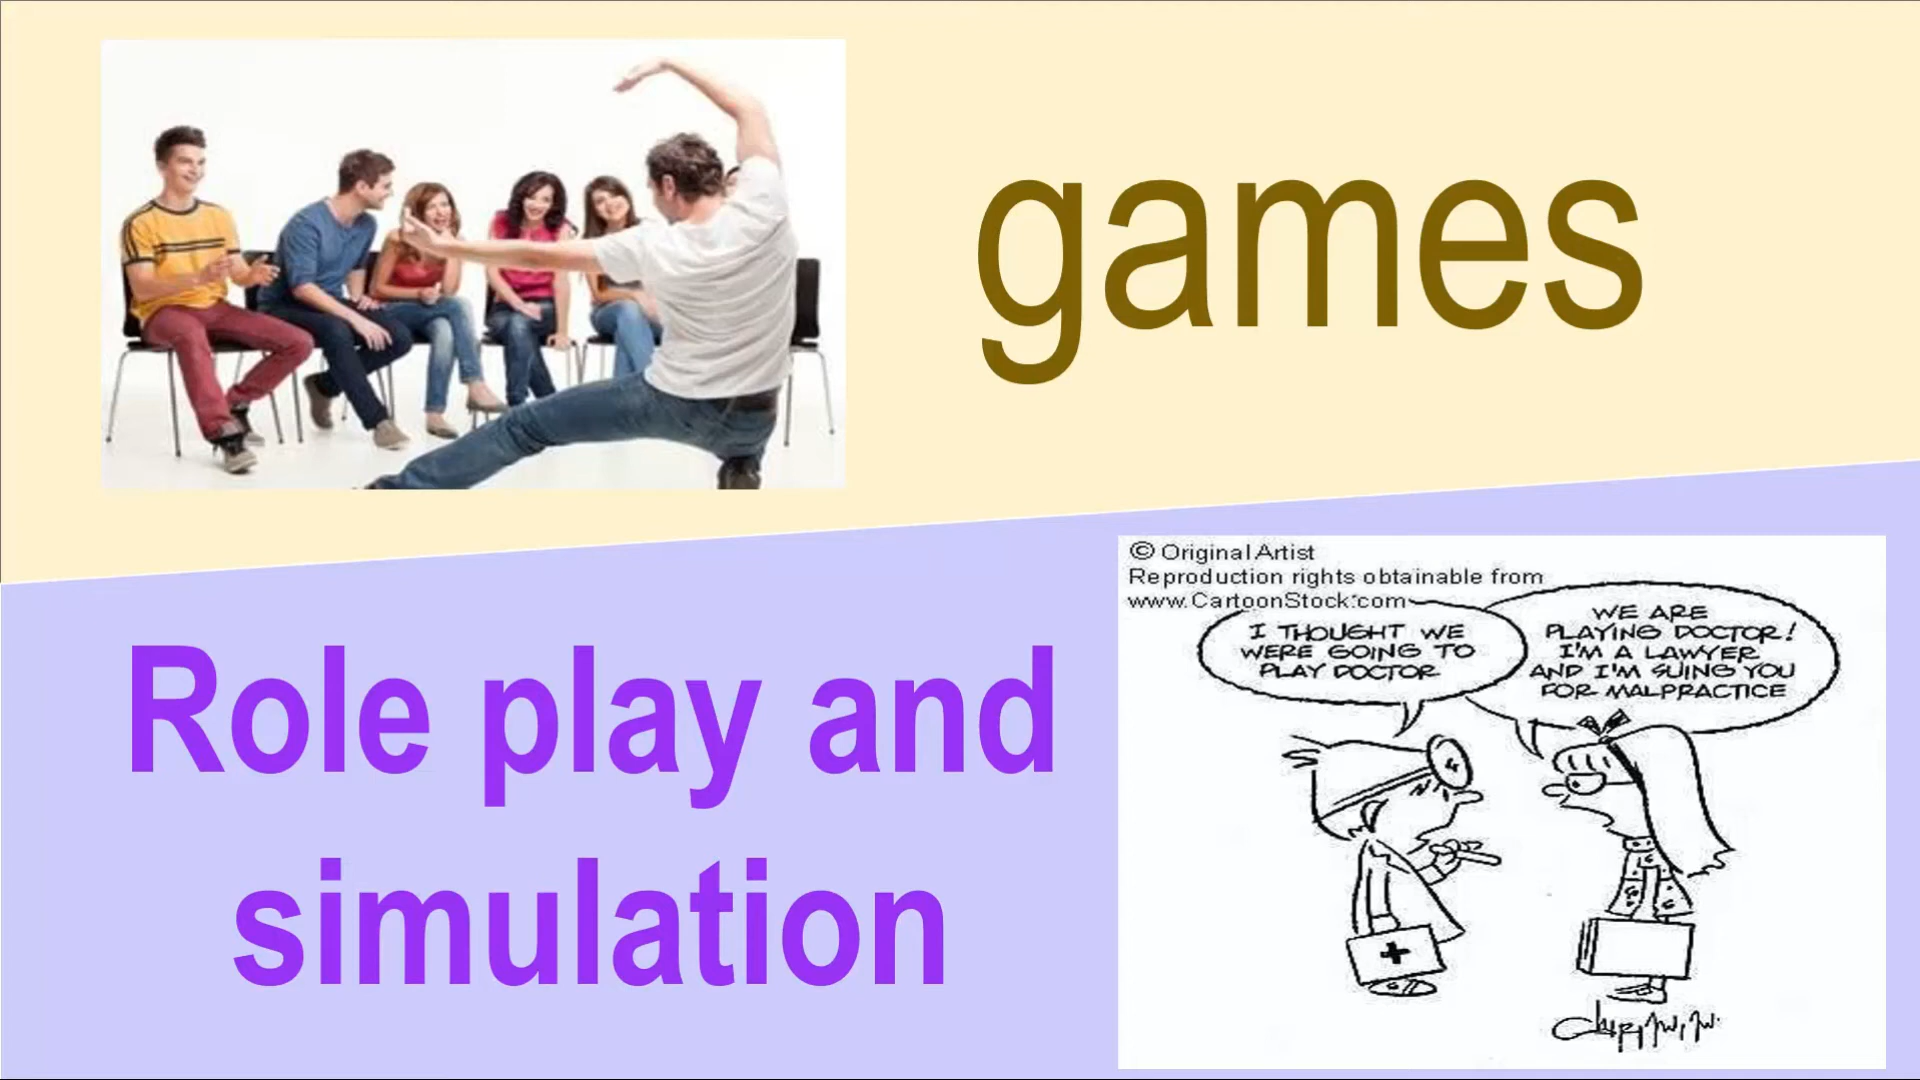 games
Role play and
simulation
© Original Artist
Reproduction rights obtainable from
www.CartoonStock.com
I THOUGHT WE
WERE GOING TO
PLAY DOCTOR
WE ARE
PLAYING DOCTOR!
I'M A LAWYER
AND I'M SUING YOU
FOR MALPRACTICE